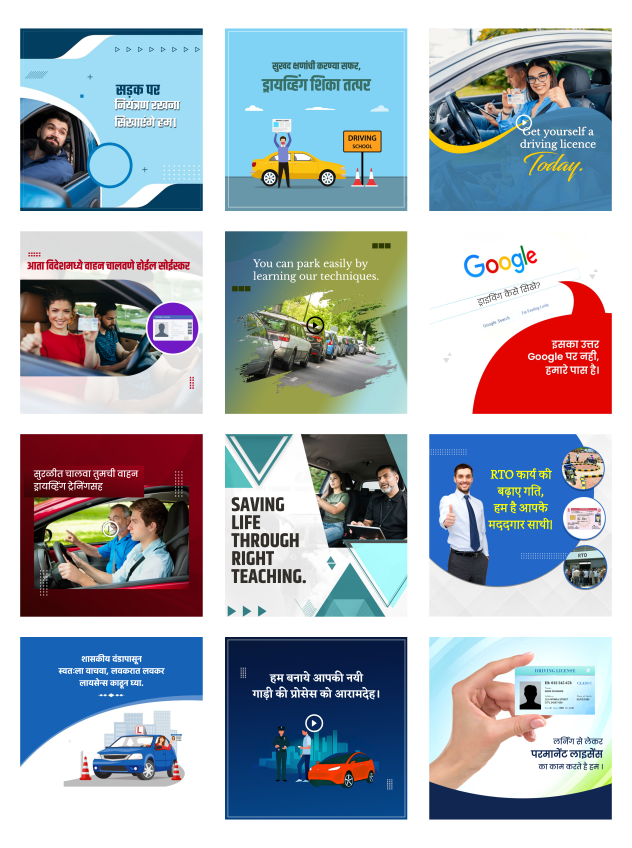 सड़क पर
नियंत्रण रखना
सिखाएंगे हम।
सुखद क्षणांची करण्या सफर,
ड्रायव्हिंग शिका तत्पर
DRIVING
SCHOOL
Get yourself a
driving licence
Today.
आता विदेशमध्ये वाहन चालवणे होईल सोईस्कर
You can park easily by
learning our techniques.
Google
ड्राइविंग कैसे सिखे?
Google Search
I'm Feeling Lucky
इसका उत्तर
Google पर नही,
हमारे पास है।
सुरळीत चालवा तुमची वाहन
ड्रायव्हिंग ट्रेनिंगसह
SAVING
LIFE
THROUGH
RIGHT
TEACHING.
RTO कार्य की
बढ़ाए गति,
हम है आपके
मददगार साथी।
RTO
शासकीय दंडापासून
स्वतःला वाचवा, लवकरात लवकर
लायसेन्स काढून घ्या.
L
हम बनाये आपकी नयी
गाड़ी की प्रोसेस को आरामदेह।
DRIVING LICENSE
CLASS C
लर्निंग से लेकर
परमानेंट लाइसेंस
का काम करते है हम ।